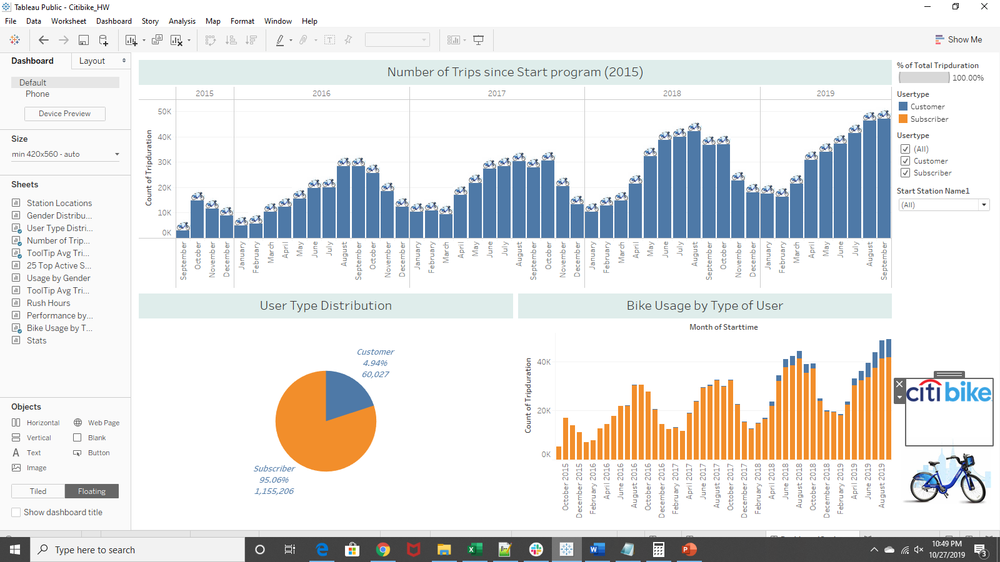 Tableau Public - Citibike_HW
File Data Worksheet Dashboard Story Analysis Map Format Window Help
Show Me
Dashboard Layout
Default
Phone
Device Preview
Size
min 420x560 - auto
Sheets
Station Locations
Gender Distribu...
User Type Distri...
Number of Trip...
ToolTip Avg Tri...
25 Top Active S...
Usage by Gender
ToolTip Avg Tri...
Rush Hours
Performance by...
Bike Usage by T...
Stats
Objects
Horizontal Web Page
Vertical Blank
Text Button
Image
Tiled Floating
Show dashboard title
Number of Trips since Start program (2015)
2015 2016 2017 2018 2019
Count of Tripduration
50K
40K
30K
20K
10K
0K
September October November December January February March April May June July August September October November December January February March April May June July August September October November December January February March April May June July August September October November December January February March April May June July August September
User Type Distribution
Customer
4.94%
60,027
Subscriber
95.06%
1,155,206
Bike Usage by Type of User
Month of Starttime
Count of Tripduration
40K
20K
0K
October 2015 December 2015 February 2016 April 2016 June 2016 August 2016 October 2016 December 2016 February 2017 April 2017 June 2017 August 2017 October 2017 December 2017 February 2018 April 2018 June 2018 August 2018 October 2018 December 2018 February 2019 April 2019 June 2019 August 2019
% of Total Tripduration
100.00%
Usertype
Customer
Subscriber
Usertype
(All)
Customer
Subscriber
Start Station Name1
(All)
citi bike
Type here to search
10:49 PM
10/27/2019
3